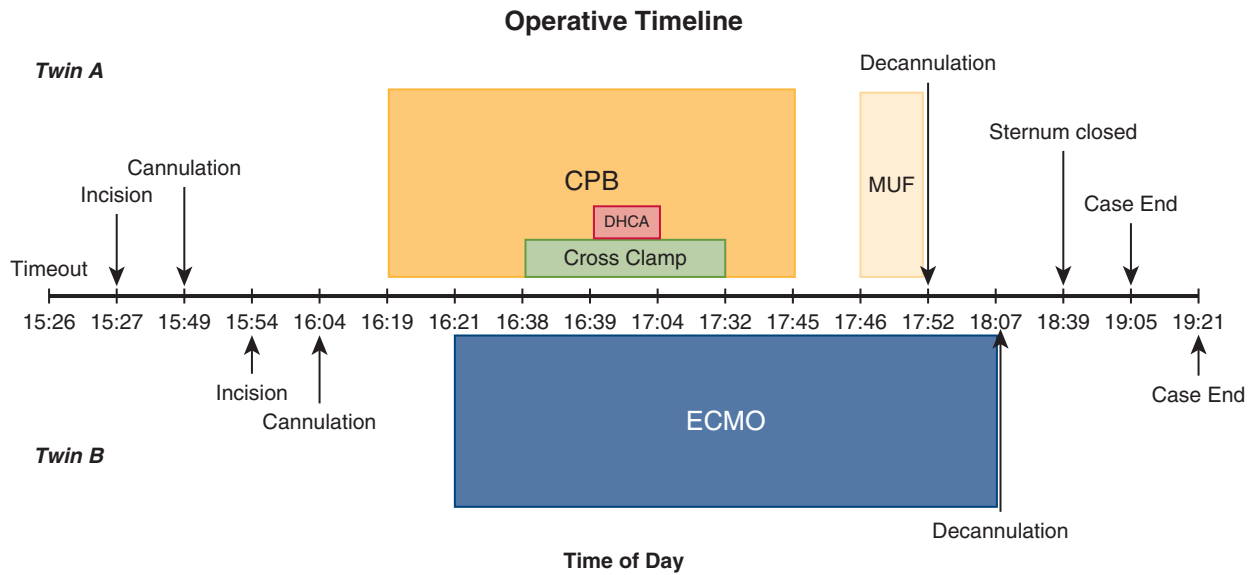 Operative Timeline
Twin A
Decannulation
Sternum closed
Cannulation
Incision
CPB
MUF
Case End
DHCA
Cross Clamp
Timeout
15:26 15:27 15:49 15:54 16:04 16:19 16:21 16:38 16:39 17:04 17:32 17:45 17:46 17:52 18:07 18:39 19:05 19:21
Incision
Case End
Cannulation
ECMO
Twin B
Decannulation
Time of Day